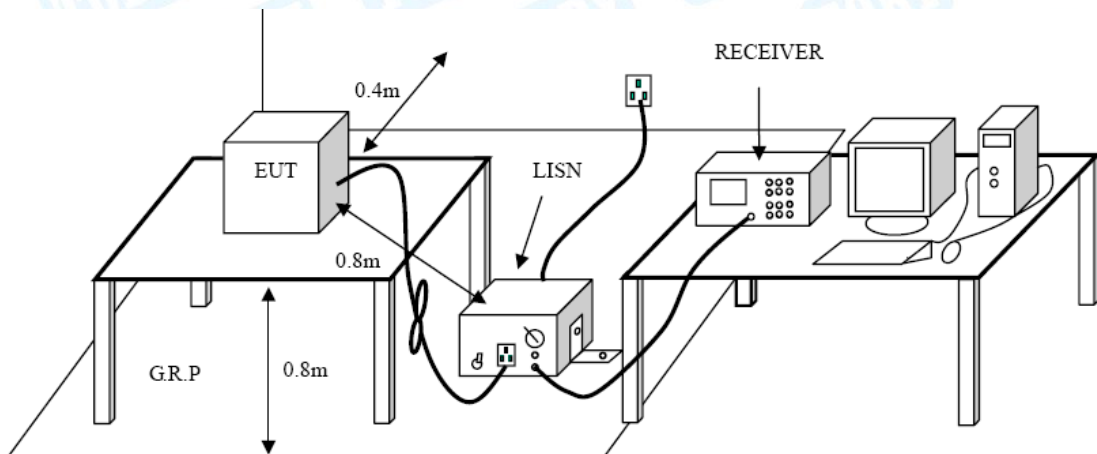 RECEIVER
0.4m
EUT
LISN
0.8m
G.R.P
0.8m